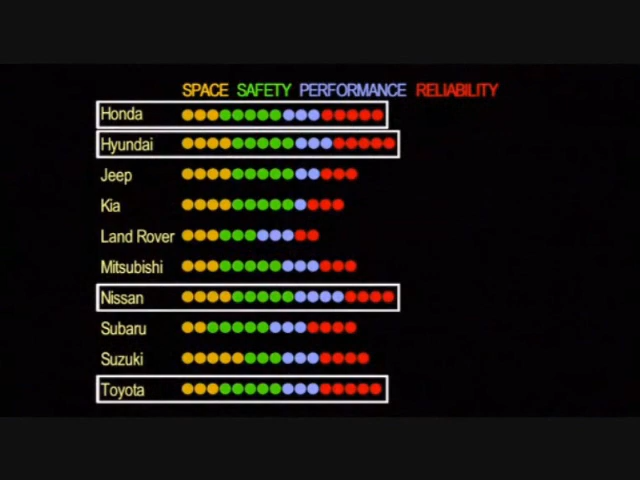 SPACE SAFETY PERFORMANCE RELIABILITY
Honda
Hyundai
Jeep
Kia
Land Rover
Mitsubishi
Nissan
Subaru
Suzuki
Toyota